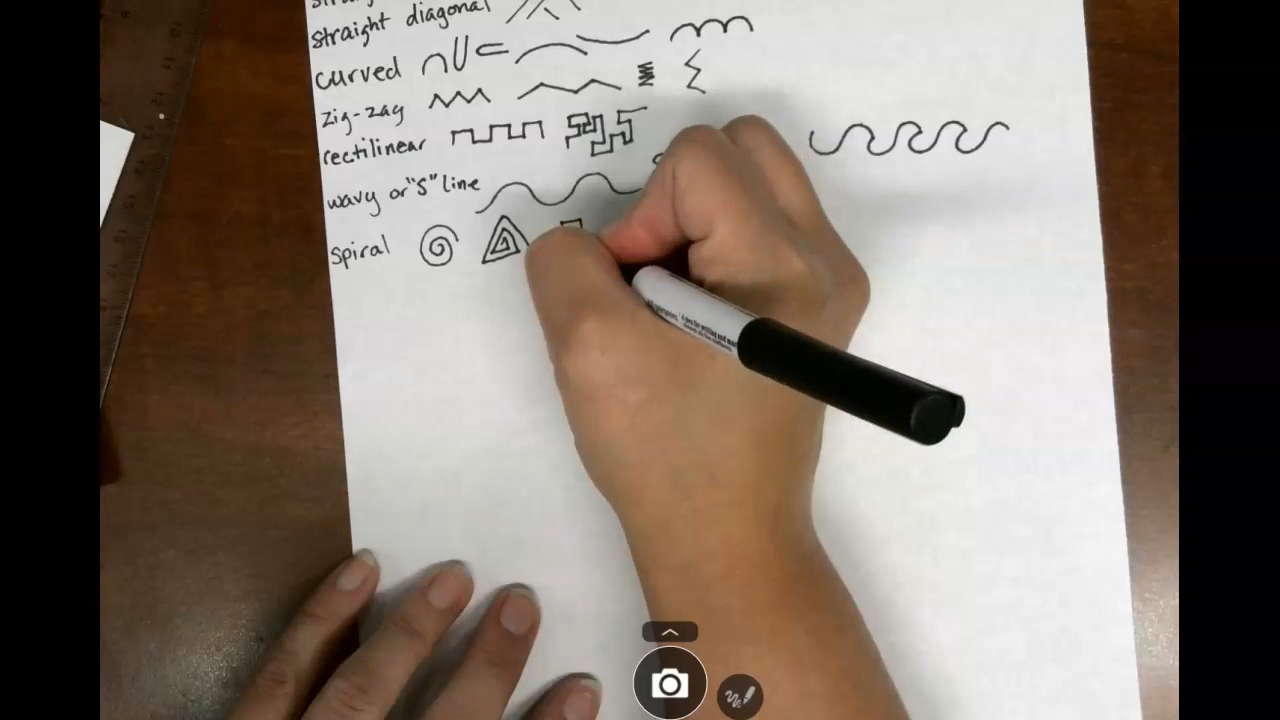 straight diagonal
curved
zig-zag
rectilinear
wavy or "S" line
spiral